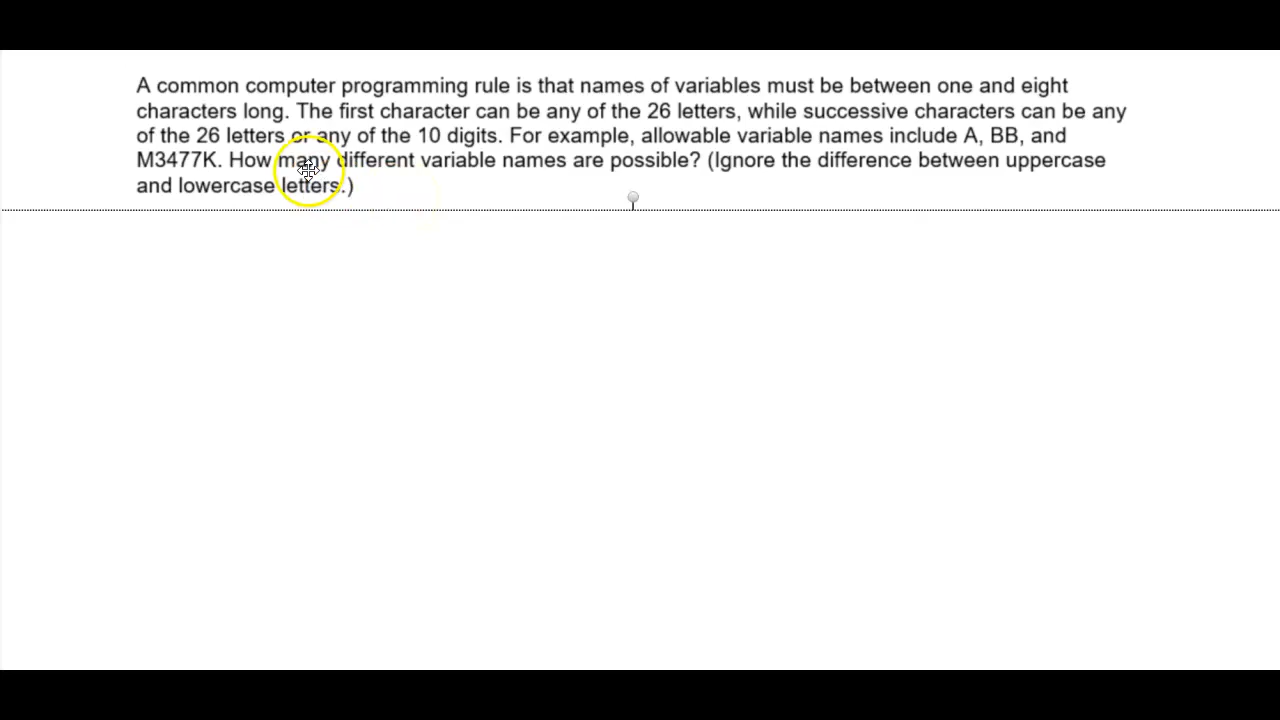 A common computer programming rule is that names of variables must be between one and eight
characters long. The first character can be any of the 26 letters, while successive characters can be any
of the 26 letters or any of the 10 digits. For example, allowable variable names include A, BB, and
M3477K. How many different variable names are possible? (Ignore the difference between uppercase
and lowercase letters.)